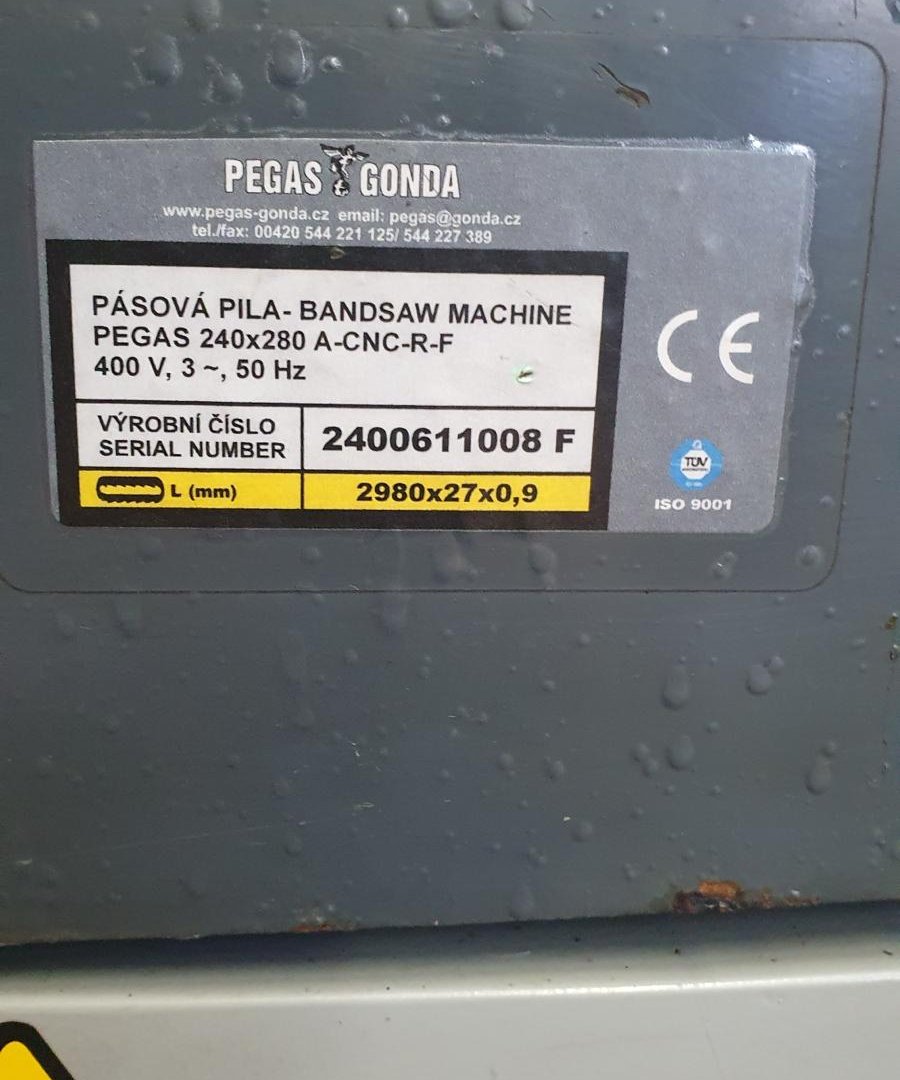 PEGAS GONDA
www.pegas-gonda.cz email: pegas@gonda.cz
tel./fax: 00420 544 221 125/ 544 227 389
PÁSOVÁ PILA- BANDSAW MACHINE
PEGAS 240x280 A-CNC-R-F
400 V, 3 ~, 50 Hz
VÝROBNÍ ČÍSLO
SERIAL NUMBER
2400611008 F
L (mm)
2980x27x0,9
CE
TÜV
ISO 9001